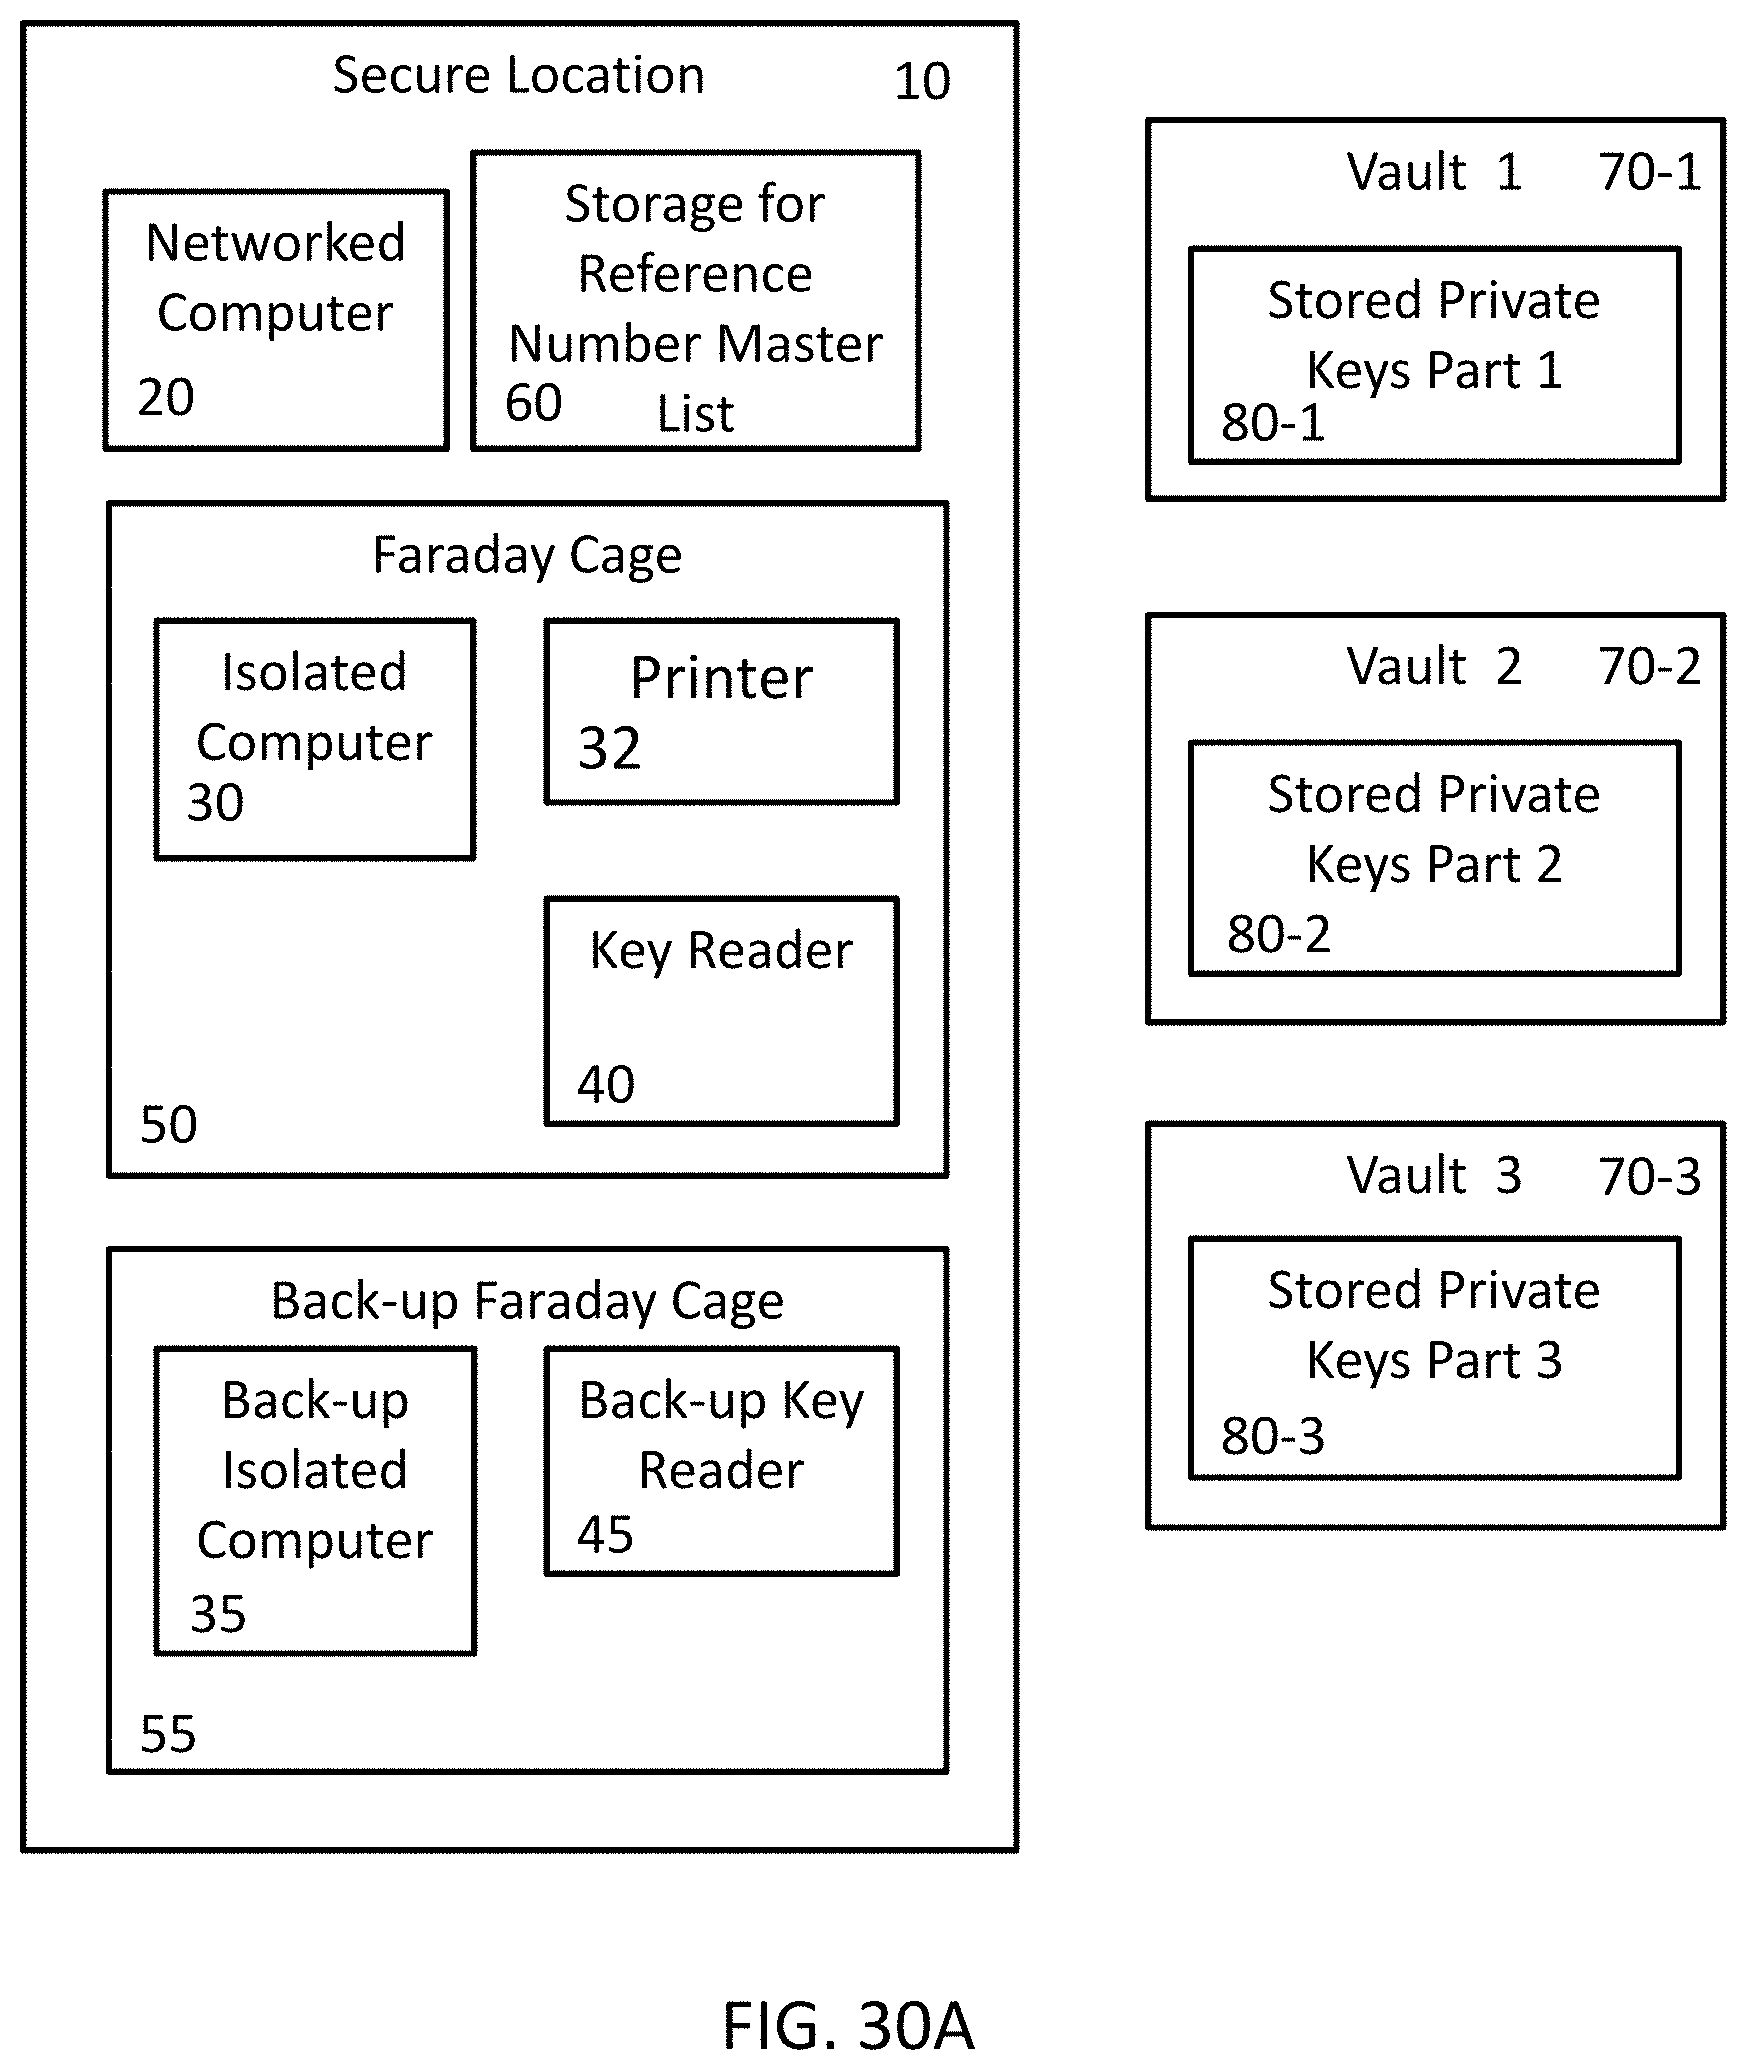 Secure Location 10
Networked
Computer
20
Storage for
Reference
Number Master
60 List
Faraday Cage
Isolated
Computer
30
Printer
32
Key Reader
40
50
Back-up Faraday Cage
Back-up
Isolated
Computer
35
Back-up Key
Reader
45
55
Vault 1 70-1
Stored Private
Keys Part 1
80-1
Vault 2 70-2
Stored Private
Keys Part 2
80-2
Vault 3 70-3
Stored Private
Keys Part 3
80-3
FIG. 30A